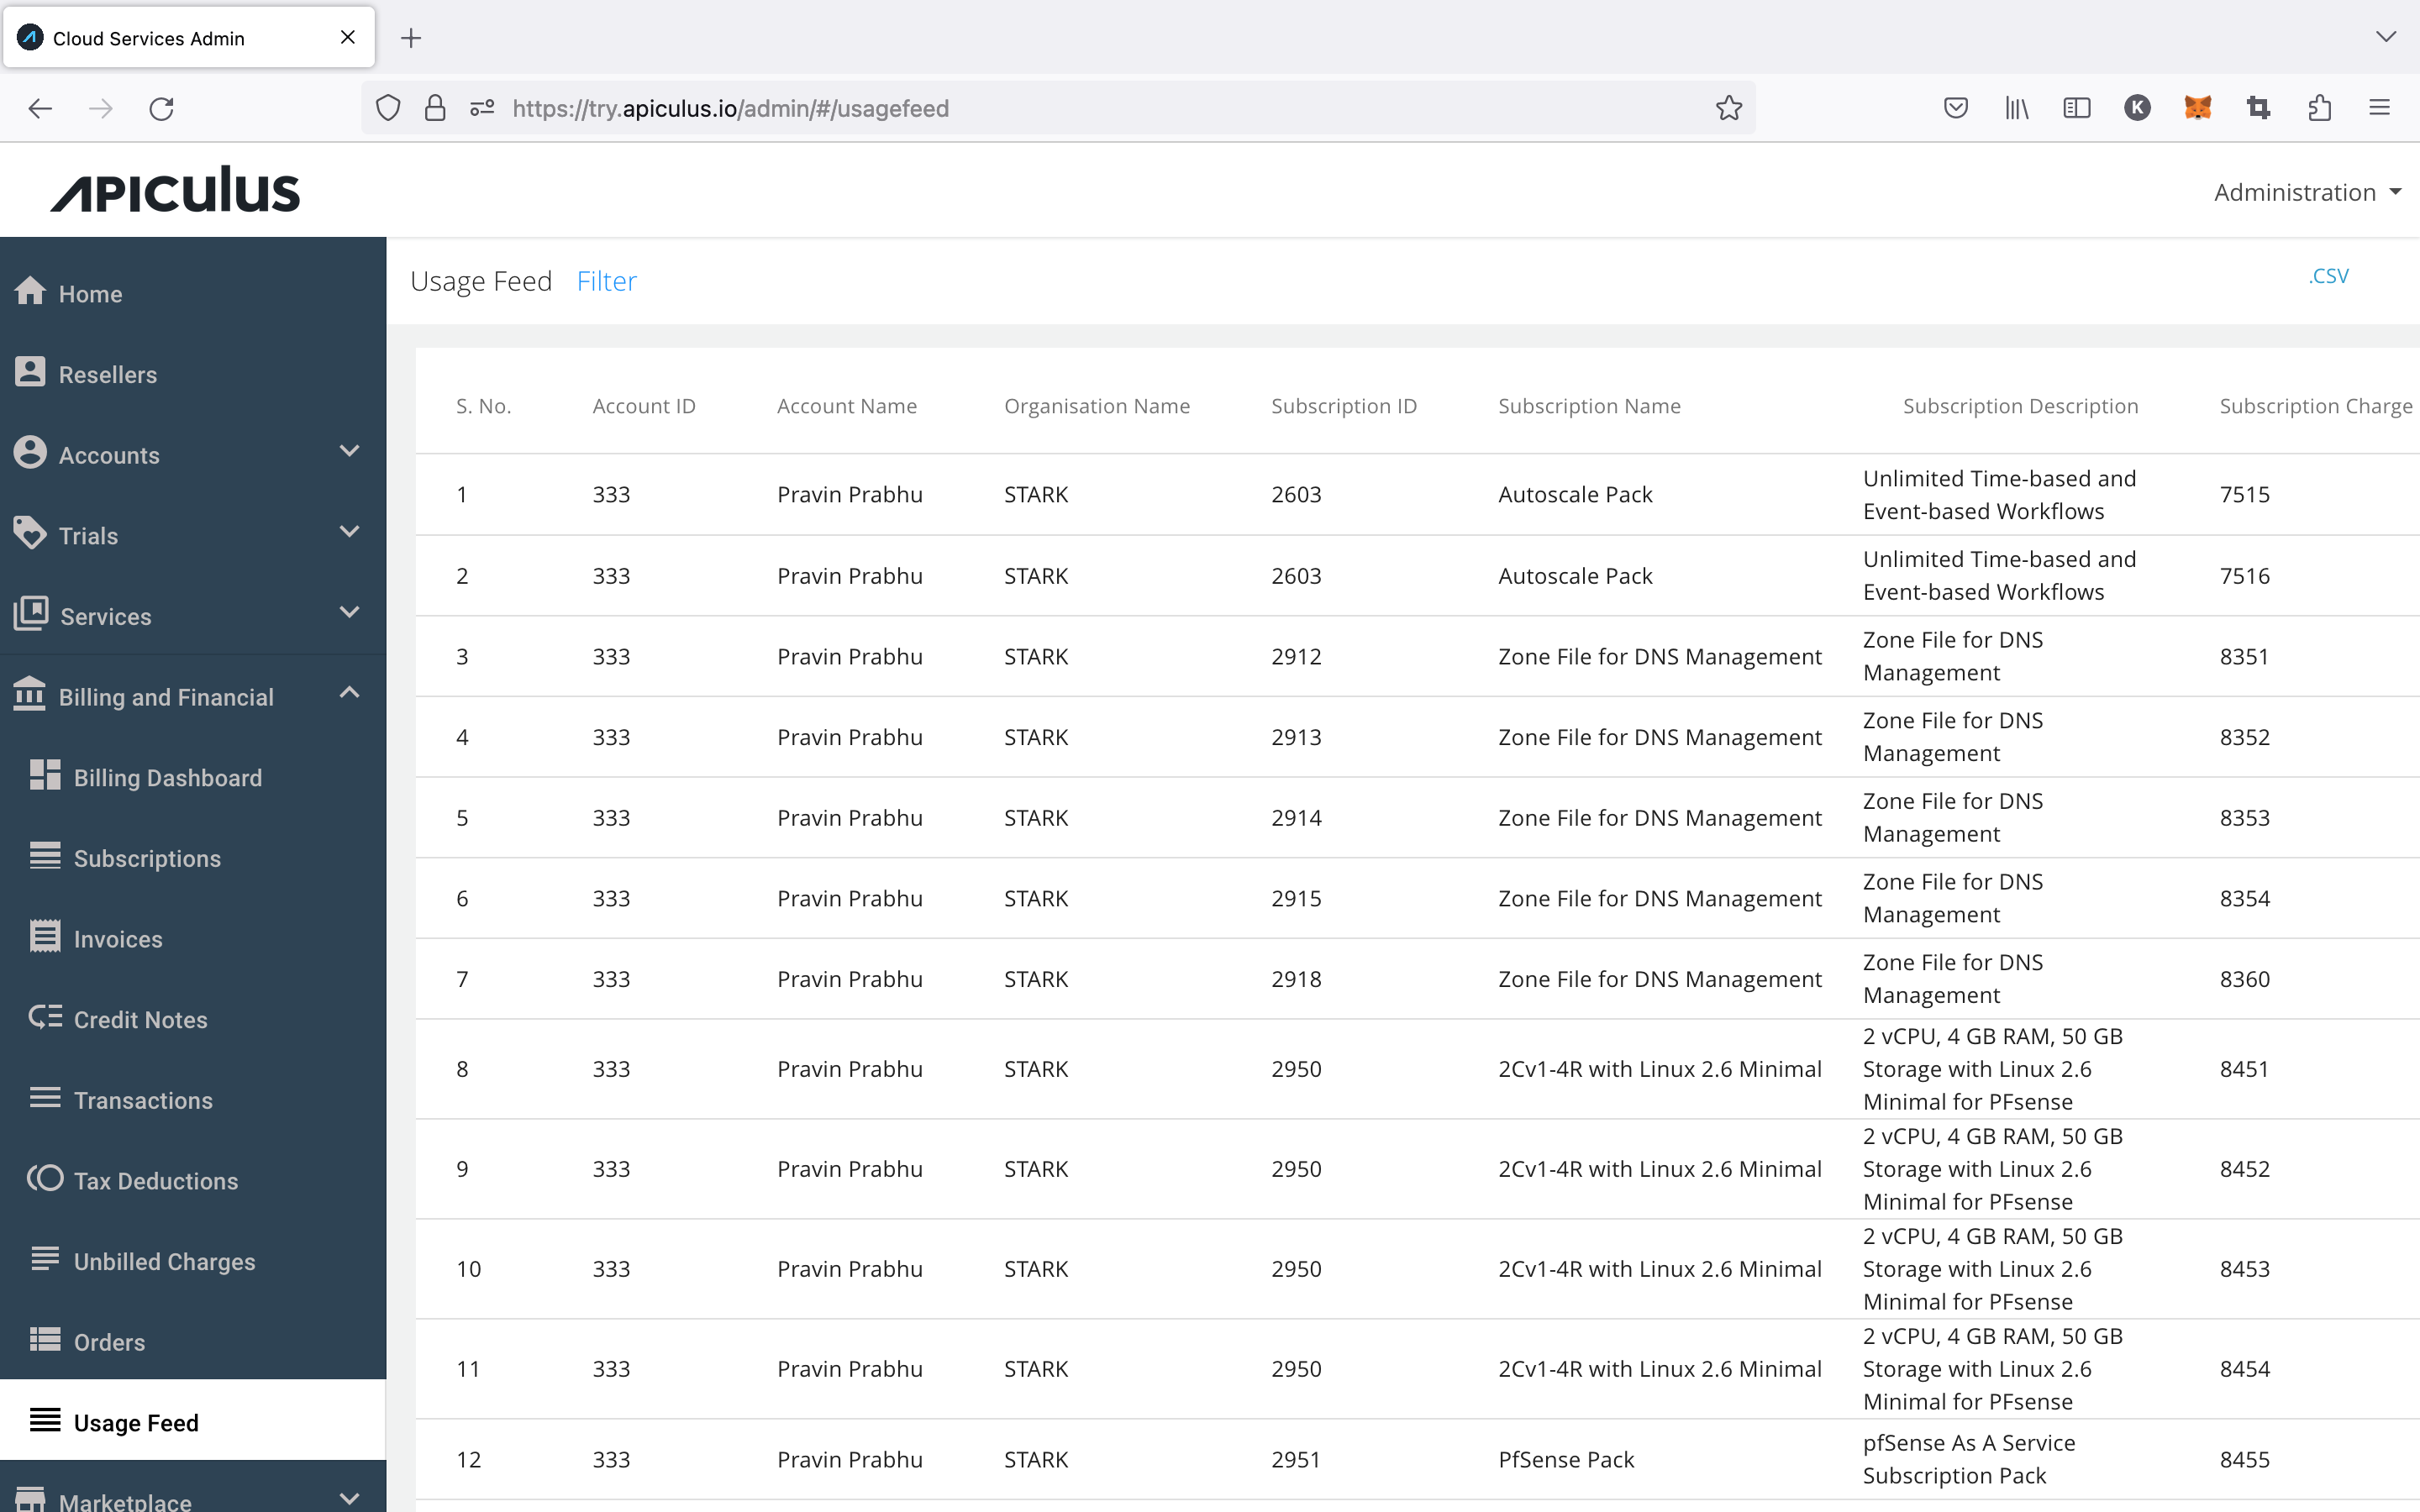 Cloud Services Admin
https://try.apiculus.io/admin/#/usagefeed
K
APICULUS
Administration
Home
Resellers
Accounts
Trials
Services
Billing and Financial
Billing Dashboard
Subscriptions
Invoices
Credit Notes
Transactions
Tax Deductions
Unbilled Charges
Orders
Usage Feed
Marketplace
Usage Feed Filter .CSV
S. No. Account ID Account Name Organisation Name Subscription ID Subscription Name Subscription Description Subscription Charge
1 333 Pravin Prabhu STARK 2603 Autoscale Pack Unlimited Time-based and 7515
Event-based Workflows
2 333 Pravin Prabhu STARK 2603 Autoscale Pack Unlimited Time-based and 7516
Event-based Workflows
3 333 Pravin Prabhu STARK 2912 Zone File for DNS Management Zone File for DNS 8351
Management
4 333 Pravin Prabhu STARK 2913 Zone File for DNS Management Zone File for DNS 8352
Management
5 333 Pravin Prabhu STARK 2914 Zone File for DNS Management Zone File for DNS 8353
Management
6 333 Pravin Prabhu STARK 2915 Zone File for DNS Management Zone File for DNS 8354
Management
7 333 Pravin Prabhu STARK 2918 Zone File for DNS Management Zone File for DNS 8360
Management
8 333 Pravin Prabhu STARK 2950 2Cv1-4R with Linux 2.6 Minimal 2 vCPU, 4 GB RAM, 50 GB 8451
Storage with Linux 2.6
Minimal for PFsense
9 333 Pravin Prabhu STARK 2950 2Cv1-4R with Linux 2.6 Minimal 2 vCPU, 4 GB RAM, 50 GB 8452
Storage with Linux 2.6
Minimal for PFsense
10 333 Pravin Prabhu STARK 2950 2Cv1-4R with Linux 2.6 Minimal 2 vCPU, 4 GB RAM, 50 GB 8453
Storage with Linux 2.6
Minimal for PFsense
11 333 Pravin Prabhu STARK 2950 2Cv1-4R with Linux 2.6 Minimal 2 vCPU, 4 GB RAM, 50 GB 8454
Storage with Linux 2.6
Minimal for PFsense
12 333 Pravin Prabhu STARK 2951 PfSense Pack pfSense As A Service 8455
Subscription Pack